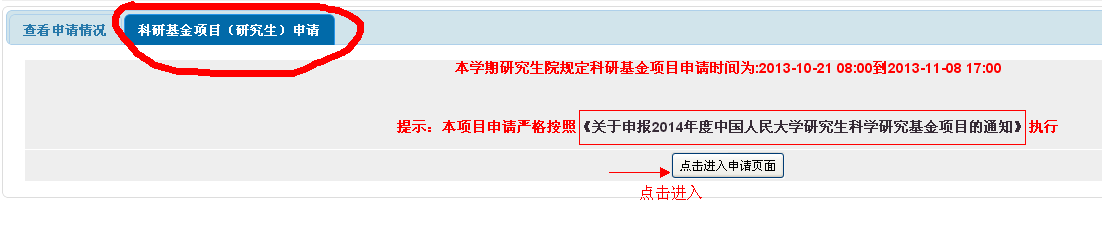 查看申请情况 科研基金项目（研究生）申请
本学期研究生院规定科研基金项目申请时间为:2013-10-21 08:00到2013-11-08 17:00
提示：本项目申请严格按照《关于申报2014年度中国人民大学研究生科学研究基金项目的通知》执行
点击进入申请页面
点击进入